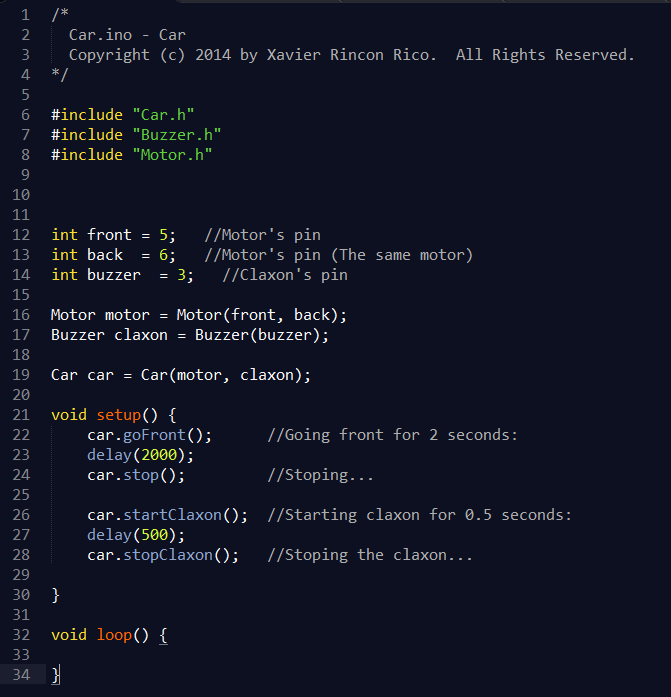 1 /*
2   Car.ino - Car
3   Copyright (c) 2014 by Xavier Rincon Rico.  All Rights Reserved.
4 */
5
6 #include "Car.h"
7 #include "Buzzer.h"
8 #include "Motor.h"
9
10
11
12 int front = 5;   //Motor's pin
13 int back  = 6;   //Motor's pin (The same motor)
14 int buzzer  = 3;   //Claxon's pin
15
16 Motor motor = Motor(front, back);
17 Buzzer claxon = Buzzer(buzzer);
18
19 Car car = Car(motor, claxon);
20
21 void setup() {
22     car.goFront();      //Going front for 2 seconds:
23     delay(2000);
24     car.stop();         //Stoping...
25
26     car.startClaxon();  //Starting claxon for 0.5 seconds:
27     delay(500);
28     car.stopClaxon();   //Stoping the claxon...
29
30 }
31
32 void loop() {
33
34 }